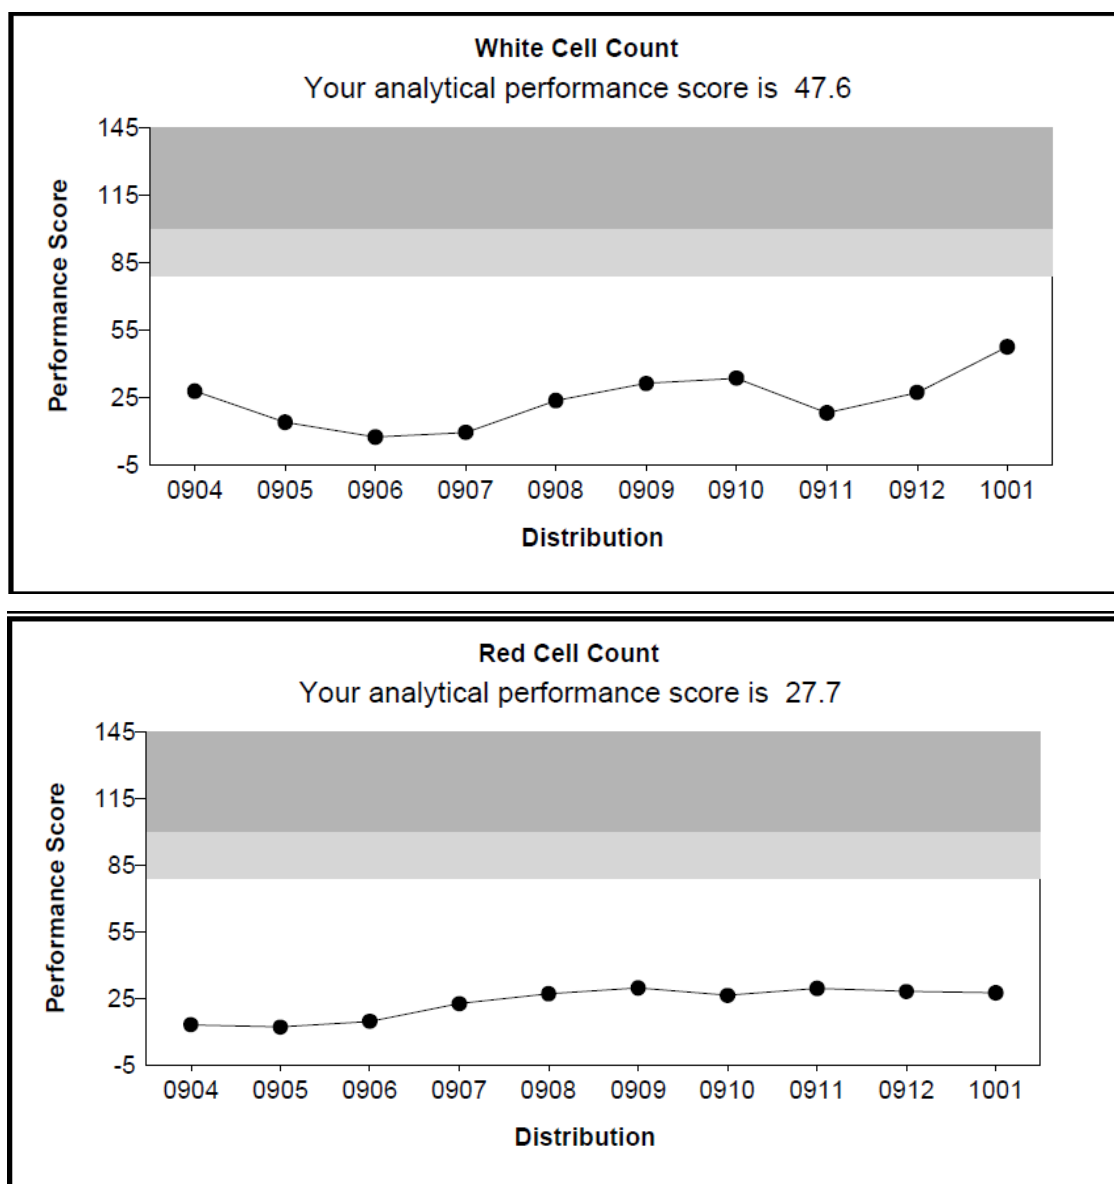 White Cell Count
Your analytical performance score is 47.6
Performance Score
145
115
85
55
25
-5
0904 0905 0906 0907 0908 0909 0910 0911 0912 1001
Distribution
Red Cell Count
Your analytical performance score is 27.7
Performance Score
145
115
85
55
25
-5
0904 0905 0906 0907 0908 0909 0910 0911 0912 1001
Distribution